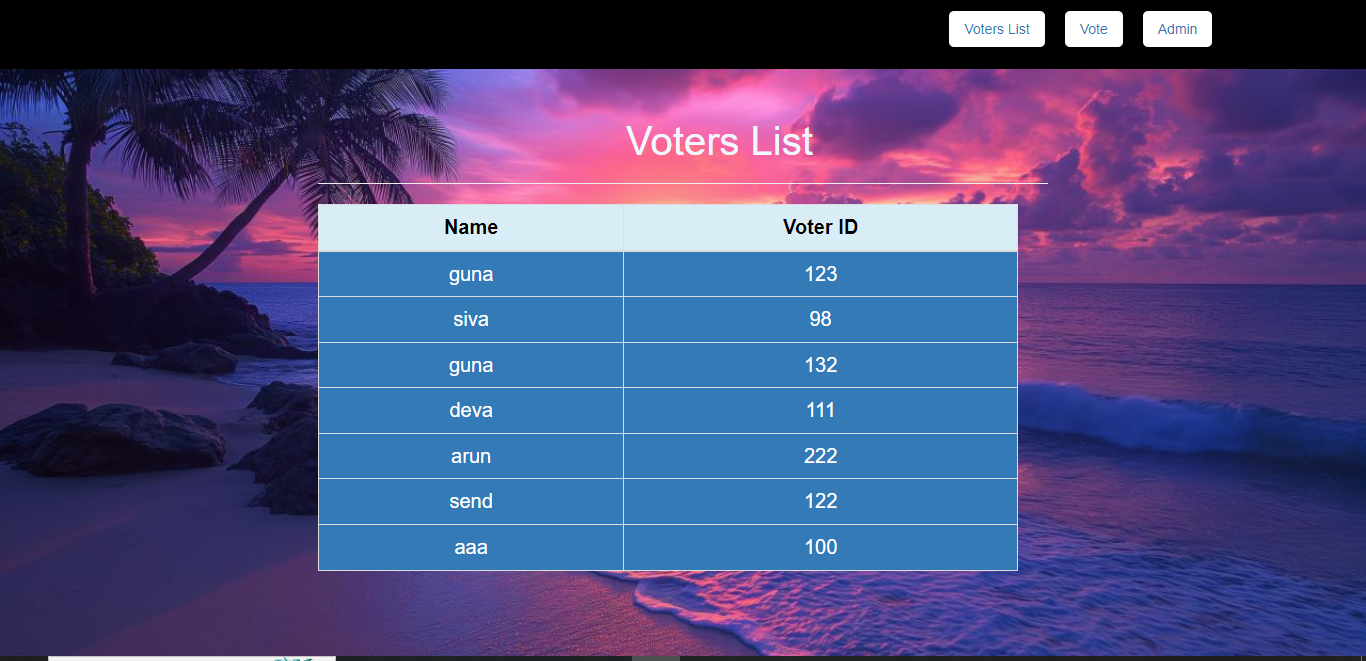 Voters List Vote Admin
Voters List
Name Voter ID
guna 123
siva 98
guna 132
deva 111
arun 222
send 122
aaa 100